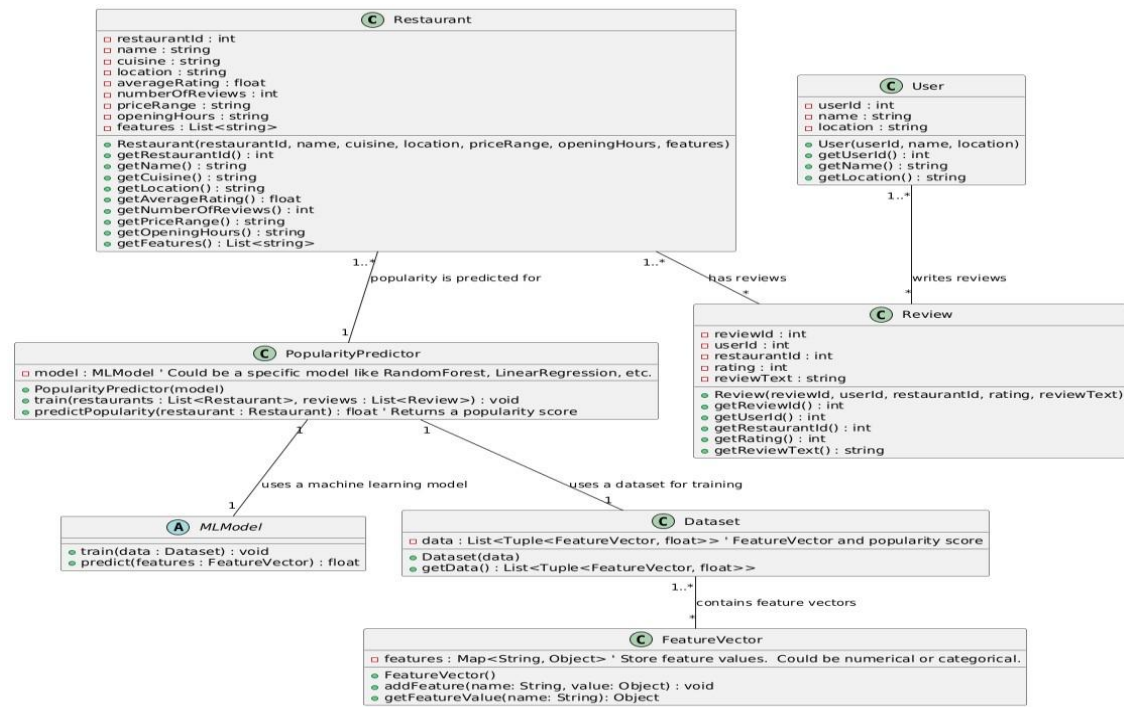 C Restaurant
restaurantId : int
name : string
cuisine : string
location : string
averageRating : float
numberOfReviews : int
priceRange : string
openingHours : string
features : List<string>
Restaurant(restaurantId, name, cuisine, location, priceRange, openingHours, features)
getRestaurantId() : int
getName() : string
getCuisine() : string
getLocation() : string
getAverageRating() : float
getNumberOfReviews() : int
getPriceRange() : string
getOpeningHours() : string
getFeatures() : List<string>
C User
userId : int
name : string
location : string
User(userId, name, location)
getUserId() : int
getName() : string
getLocation() : string
1..*
popularity is predicted for
1
1..*
has reviews
*
1..*
writes reviews
*
C Review
reviewId : int
userId : int
restaurantId : int
rating : int
reviewText : string
Review(reviewId, userId, restaurantId, rating, reviewText)
getReviewId() : int
getUserId() : int
getRestaurantId() : int
getRating() : int
getReviewText() : string
C PopularityPredictor
model : MLModel ' Could be a specific model like RandomForest, LinearRegression, etc.
PopularityPredictor(model)
train(restaurants : List<Restaurant>, reviews : List<Review>) : void
predictPopularity(restaurant : Restaurant) : float ' Returns a popularity score
1
uses a machine learning model
1
1
uses a dataset for training
1
A MLModel
train(data : Dataset) : void
predict(features : FeatureVector) : float
C Dataset
data : List<Tuple<FeatureVector, float>> ' FeatureVector and popularity score
Dataset(data)
getData() : List<Tuple<FeatureVector, float>>
1..*
contains feature vectors
*
C FeatureVector
features : Map<String, Object> ' Store feature values.  Could be numerical or categorical.
FeatureVector()
addFeature(name: String, value: Object) : void
getFeatureValue(name: String): Object